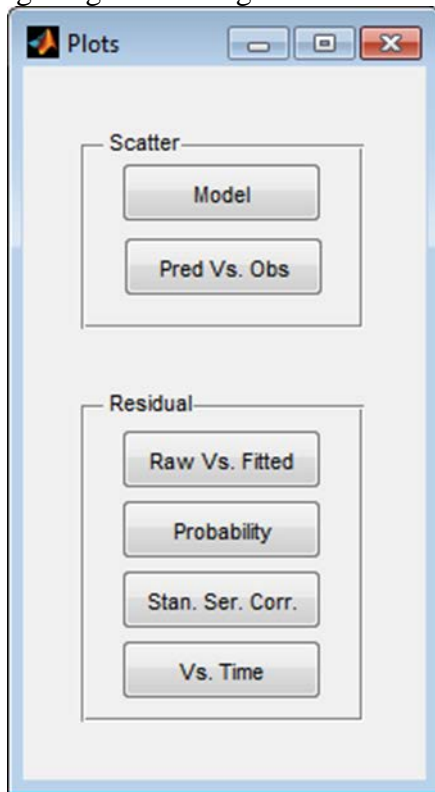 Plots
Scatter
Model
Pred Vs. Obs
Residual
Raw Vs. Fitted
Probability
Stan. Ser. Corr.
Vs. Time